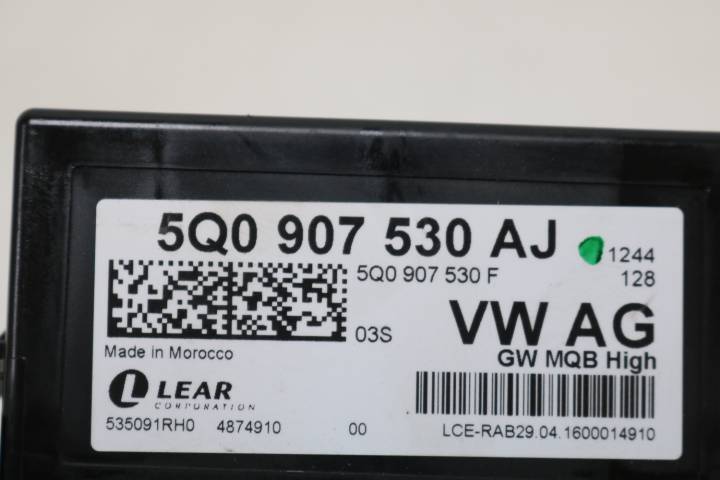 5Q0 907 530 AJ
1244
5Q0 907 530 F
128
03S
VW AG
GW MQB High
Made in Morocco
LEAR
CORPORATION
535091RH0 4874910 00
LCE-RAB29.04.1600014910